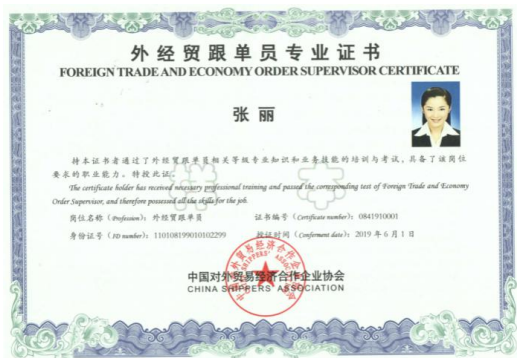 外经贸跟单员专业证书
FOREIGN TRADE AND ECONOMY ORDER SUPERVISOR CERTIFICATE
张丽
持本证书者通过了外经贸跟单员相关等级专业知识和业务技能的培训与考试，具备了该岗位
要求的职业能力。特授此证。
The certificate holder has received necessary professional training and passed the corresponding test of Foreign Trade and Economy
Order Supervisor, and therefore possessed all the skills for the job.
样本
岗位名称 (Profession): 外经贸跟单员 证书编号 (Certificate number): 0841910001
身份证号 (ID number): 110108199010102299 授证时间 (Conferment date): 2019 年 6 月 1 日
中国对外贸易经济合作企业协会
CHINA SHIPPERS' ASSOCIATION